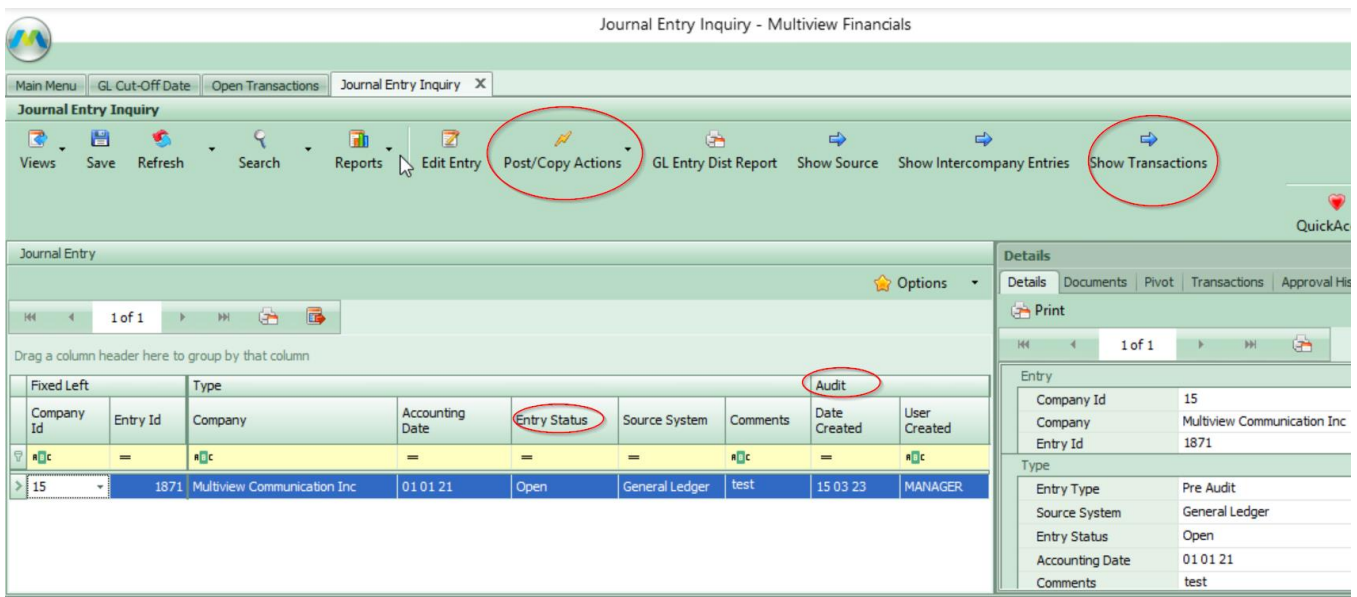 Journal Entry Inquiry - Multiview Financials
Main Menu GL Cut-Off Date Open Transactions Journal Entry Inquiry X
Journal Entry Inquiry
Views Save Refresh Search Reports Edit Entry Post/Copy Actions GL Entry Dist Report Show Source Show Intercompany Entries Show Transactions
QuickAc
Journal Entry
Options
1 of 1
Drag a column header here to group by that column
Fixed Left Type Audit
Company Id Entry Id Company Accounting Date Entry Status Source System Comments Date Created User Created
= = = = =
15 1871 Multiview Communication Inc 01 01 21 Open General Ledger test 15 03 23 MANAGER
Details
Details Documents Pivot Transactions Approval His
Print
1 of 1
Entry
Company Id 15
Company Multiview Communication Inc
Entry Id 1871
Type
Entry Type Pre Audit
Source System General Ledger
Entry Status Open
Accounting Date 01 01 21
Comments test